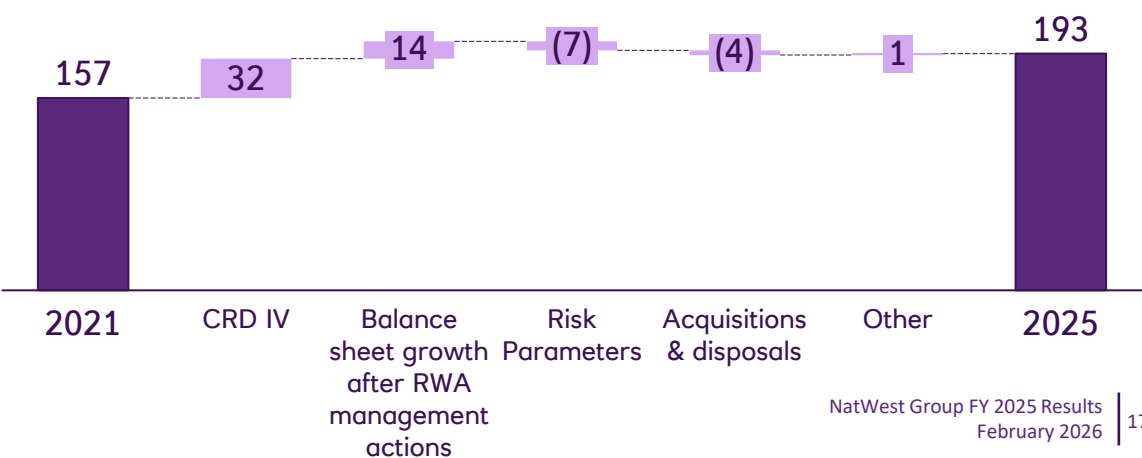 157
32
14
(7)
(4)
1
193
2021
CRD IV
Balance
sheet growth
after RWA
management
actions
Risk
Parameters
Acquisitions
& disposals
Other
2025
NatWest Group FY 2025 Results
February 2026
17